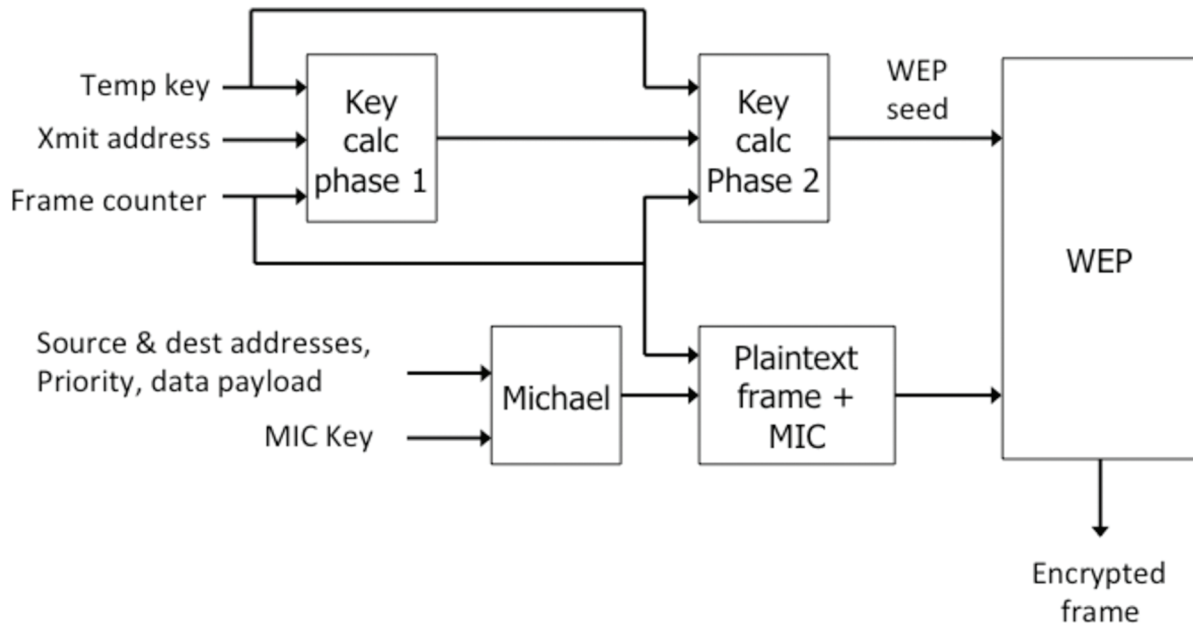 Temp key
Xmit address
Frame counter
Key
calc
phase 1
Key
calc
Phase 2
WEP
seed
WEP
Source & dest addresses,
Priority, data payload
MIC Key
Michael
Plaintext
frame +
MIC
Encrypted
frame